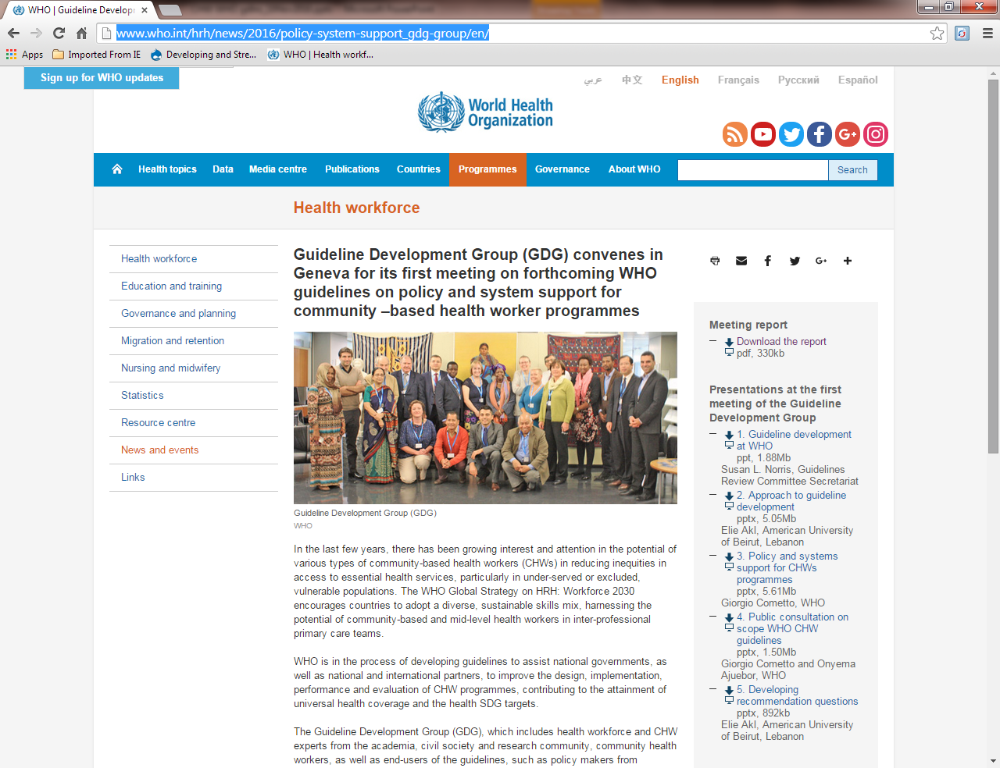 WHO | Guideline Develop
www.who.int/hrh/news/2016/policy-system-support_gdg-group/en/
Apps
Imported From IE
Developing and Stre...
WHO | Health workf...
Sign up for WHO updates
عربي
中文
English
Français
Русский
Español
World Health
Organization
Health topics
Data
Media centre
Publications
Countries
Programmes
Governance
About WHO
Search
Health workforce
Health workforce
Education and training
Governance and planning
Migration and retention
Nursing and midwifery
Statistics
Resource centre
News and events
Links
Guideline Development Group (GDG) convenes in
Geneva for its first meeting on forthcoming WHO
guidelines on policy and system support for
community –based health worker programmes
Guideline Development Group (GDG)
WHO
In the last few years, there has been growing interest and attention in the potential of
various types of community-based health workers (CHWs) in reducing inequities in
access to essential health services, particularly in under-served or excluded,
vulnerable populations. The WHO Global Strategy on HRH: Workforce 2030
encourages countries to adopt a diverse, sustainable skills mix, harnessing the
potential of community-based and mid-level health workers in inter-professional
primary care teams.
WHO is in the process of developing guidelines to assist national governments, as
well as national and international partners, to improve the design, implementation,
performance and evaluation of CHW programmes, contributing to the attainment of
universal health coverage and the health SDG targets.
The Guideline Development Group (GDG), which includes health workforce and CHW
experts from the academia, civil society and research community, community health
workers, as well as end-users of the guidelines, such as policy makers from
G+
G+
Meeting report
Download the report
pdf, 330kb
Presentations at the first
meeting of the Guideline
Development Group
1. Guideline development
at WHO
ppt, 1.88Mb
Susan L. Norris, Guidelines
Review Committee Secretariat
2. Approach to guideline
development
pptx, 5.05Mb
Elie Akl, American University
of Beirut, Lebanon
3. Policy and systems
support for CHWs
programmes
pptx, 5.61Mb
Giorgio Cometto, WHO
4. Public consultation on
scope WHO CHW
guidelines
pptx, 1.50Mb
Giorgio Cometto and Onyema
Ajuebor, WHO
5. Developing
recommendation questions
pptx, 892kb
Elie Akl, American University
of Beirut, Lebanon